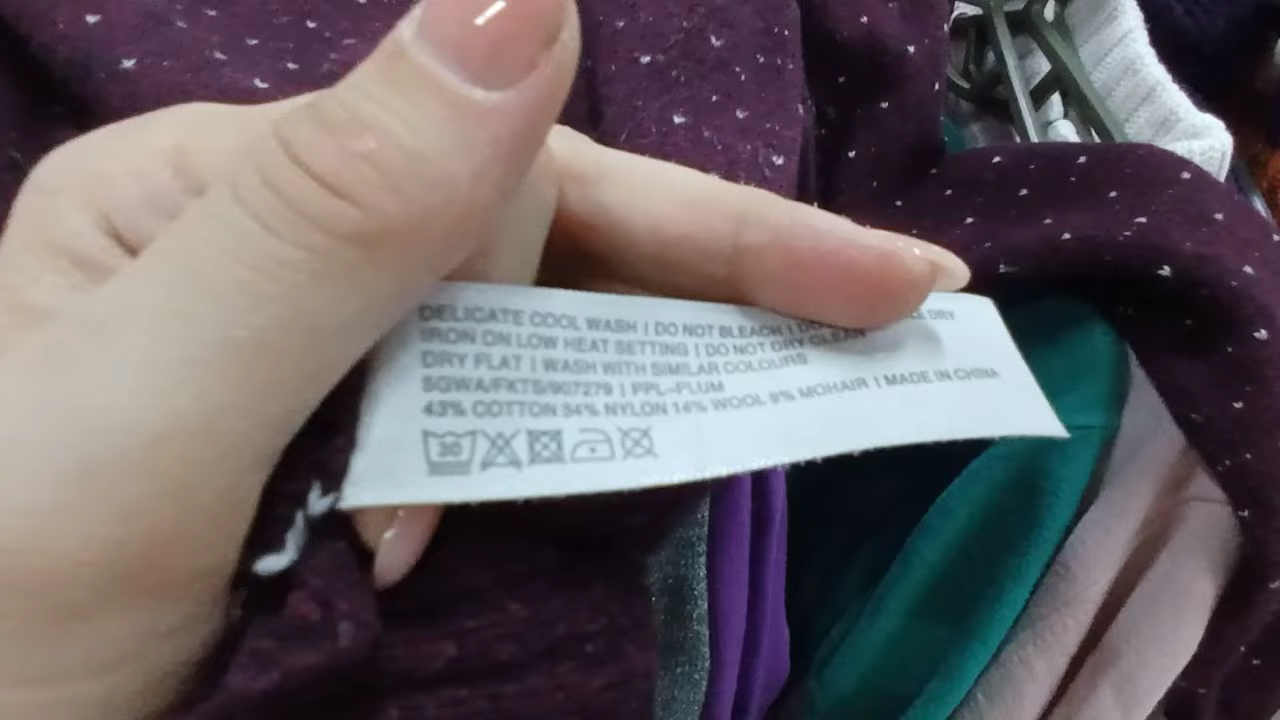 DELICATE COOL WASH | DO NOT BLEACH | DO DRY
IRON ON LOW HEAT SETTING | DO NOT DRY CLEAN
DRY FLAT | WASH WITH SIMILAR COLOURS
SGWA/FKTS/907279 | PPL-PLUM
43% COTTON 34% NYLON 14% WOOL 9% MOHAIR | MADE IN CHINA
30